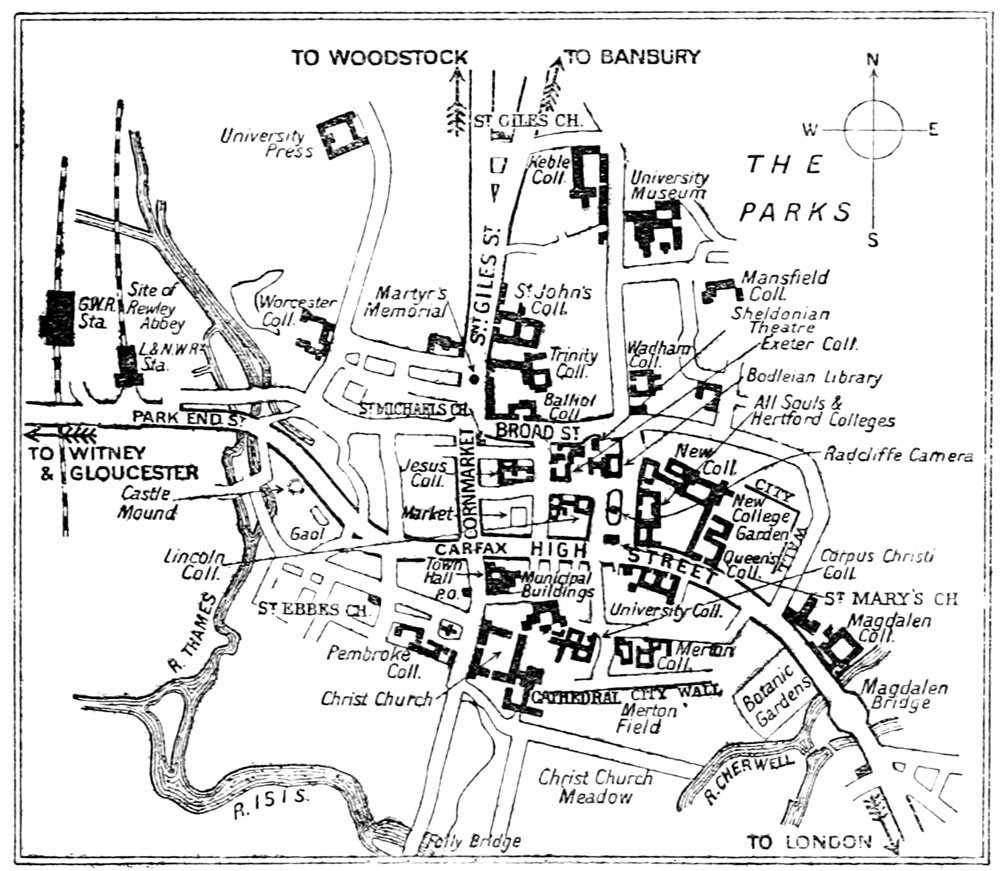 TO WOODSTOCK
TO BANBURY
N
W
E
S
ST GILES CH.
University
Press
Keble
Coll.
University
Museum
THE
PARKS
G.W.R.
Sta.
Site of
Rewley
Abbey
L&N.W.RY
Sta.
Worcester
Coll.
Martyr's
Memorial
SNT GILES ST
St John's
Coll.
Mansfield
Coll.
Sheldonian
Theatre
Exeter Coll.
Trinity
Coll.
Wadham
Coll.
Balliol
Coll.
Bodleian Library
All Souls &
Hertford Colleges
PARK END ST
ST MICHAELS CH.
BROAD ST
Radcliffe Camera
TO WITNEY
& GLOUCESTER
Castle
Mound
Jesus
Coll.
CORNMARKET
Market
New
Coll.
CITY
WALL
New
College
Garden
Gaol
Lincoln
Coll.
CARFAX
HIGH
STREET
Queen's
Coll.
Corpus Christi
Coll.
Town
Hall
P.O.
Municipal
Buildings
University Coll.
ST MARY'S CH
ST EBBES CH.
Magdalen
Coll.
R. THAMES
Pembroke
Coll.
Merton
Coll.
Christ Church
CATHEDRAL
CITY WALL
Merton
Field
Botanic
Gardens
Magdalen
Bridge
R. ISIS.
Christ Church
Meadow
R. CHERWELL
Folly Bridge
TO LONDON